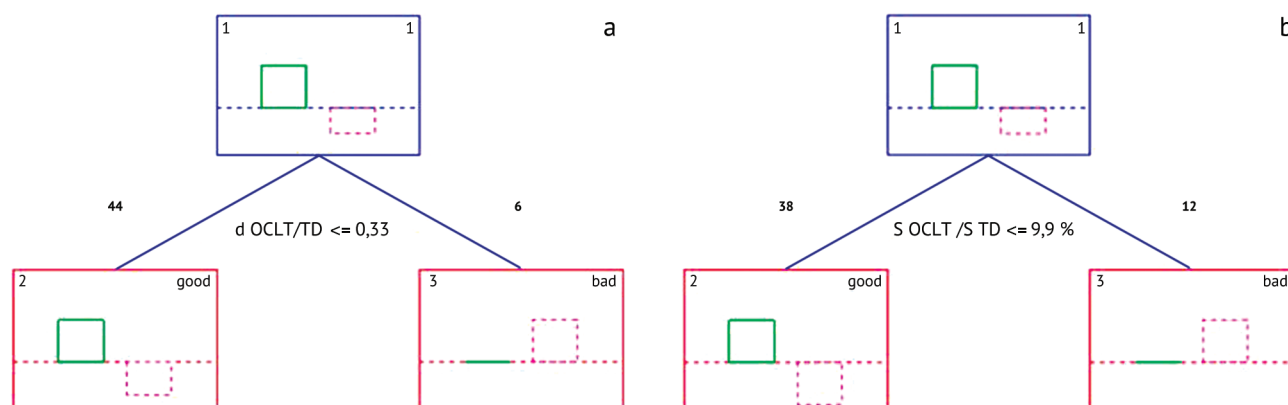 1 1 a
44 6
d OCLT/TD <= 0,33
2 good 3 bad
1 1 b
38 12
S OCLT /S TD <= 9,9 %
2 good 3 bad